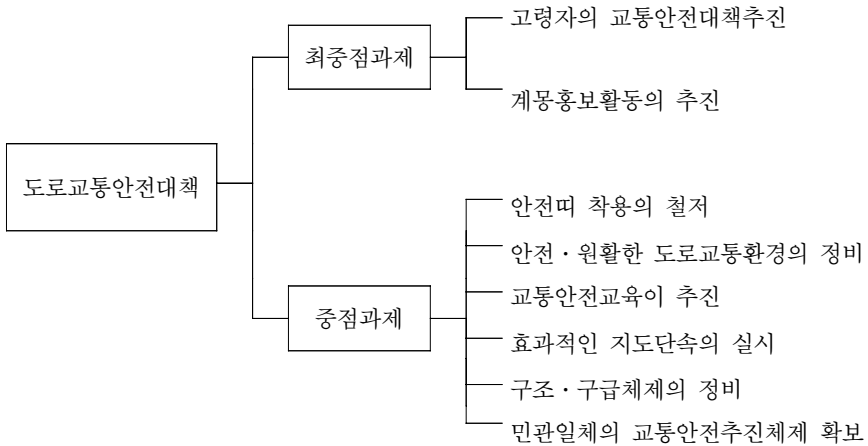 고령자의 교통안전대책추진
최중점과제
계몽홍보활동의 추진
도로교통안전대책
안전띠 착용의 철저
안전·원활한 도로교통환경의 정비
교통안전교육이 추진
중점과제
효과적인 지도단속의 실시
구조·구급체제의 정비
민관일체의 교통안전추진체제 확보